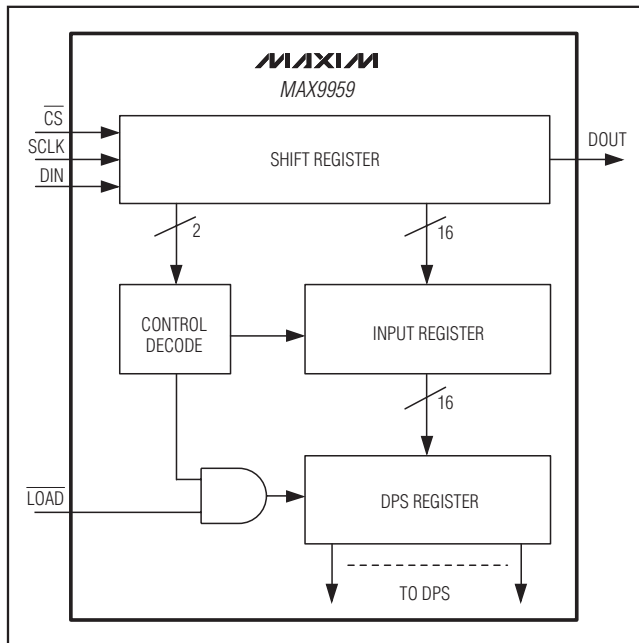 MAXIM
MAX9959
CS
SCLK
DIN
SHIFT REGISTER
DOUT
2
16
CONTROL
DECODE
INPUT REGISTER
16
LOAD
DPS REGISTER
TO DPS